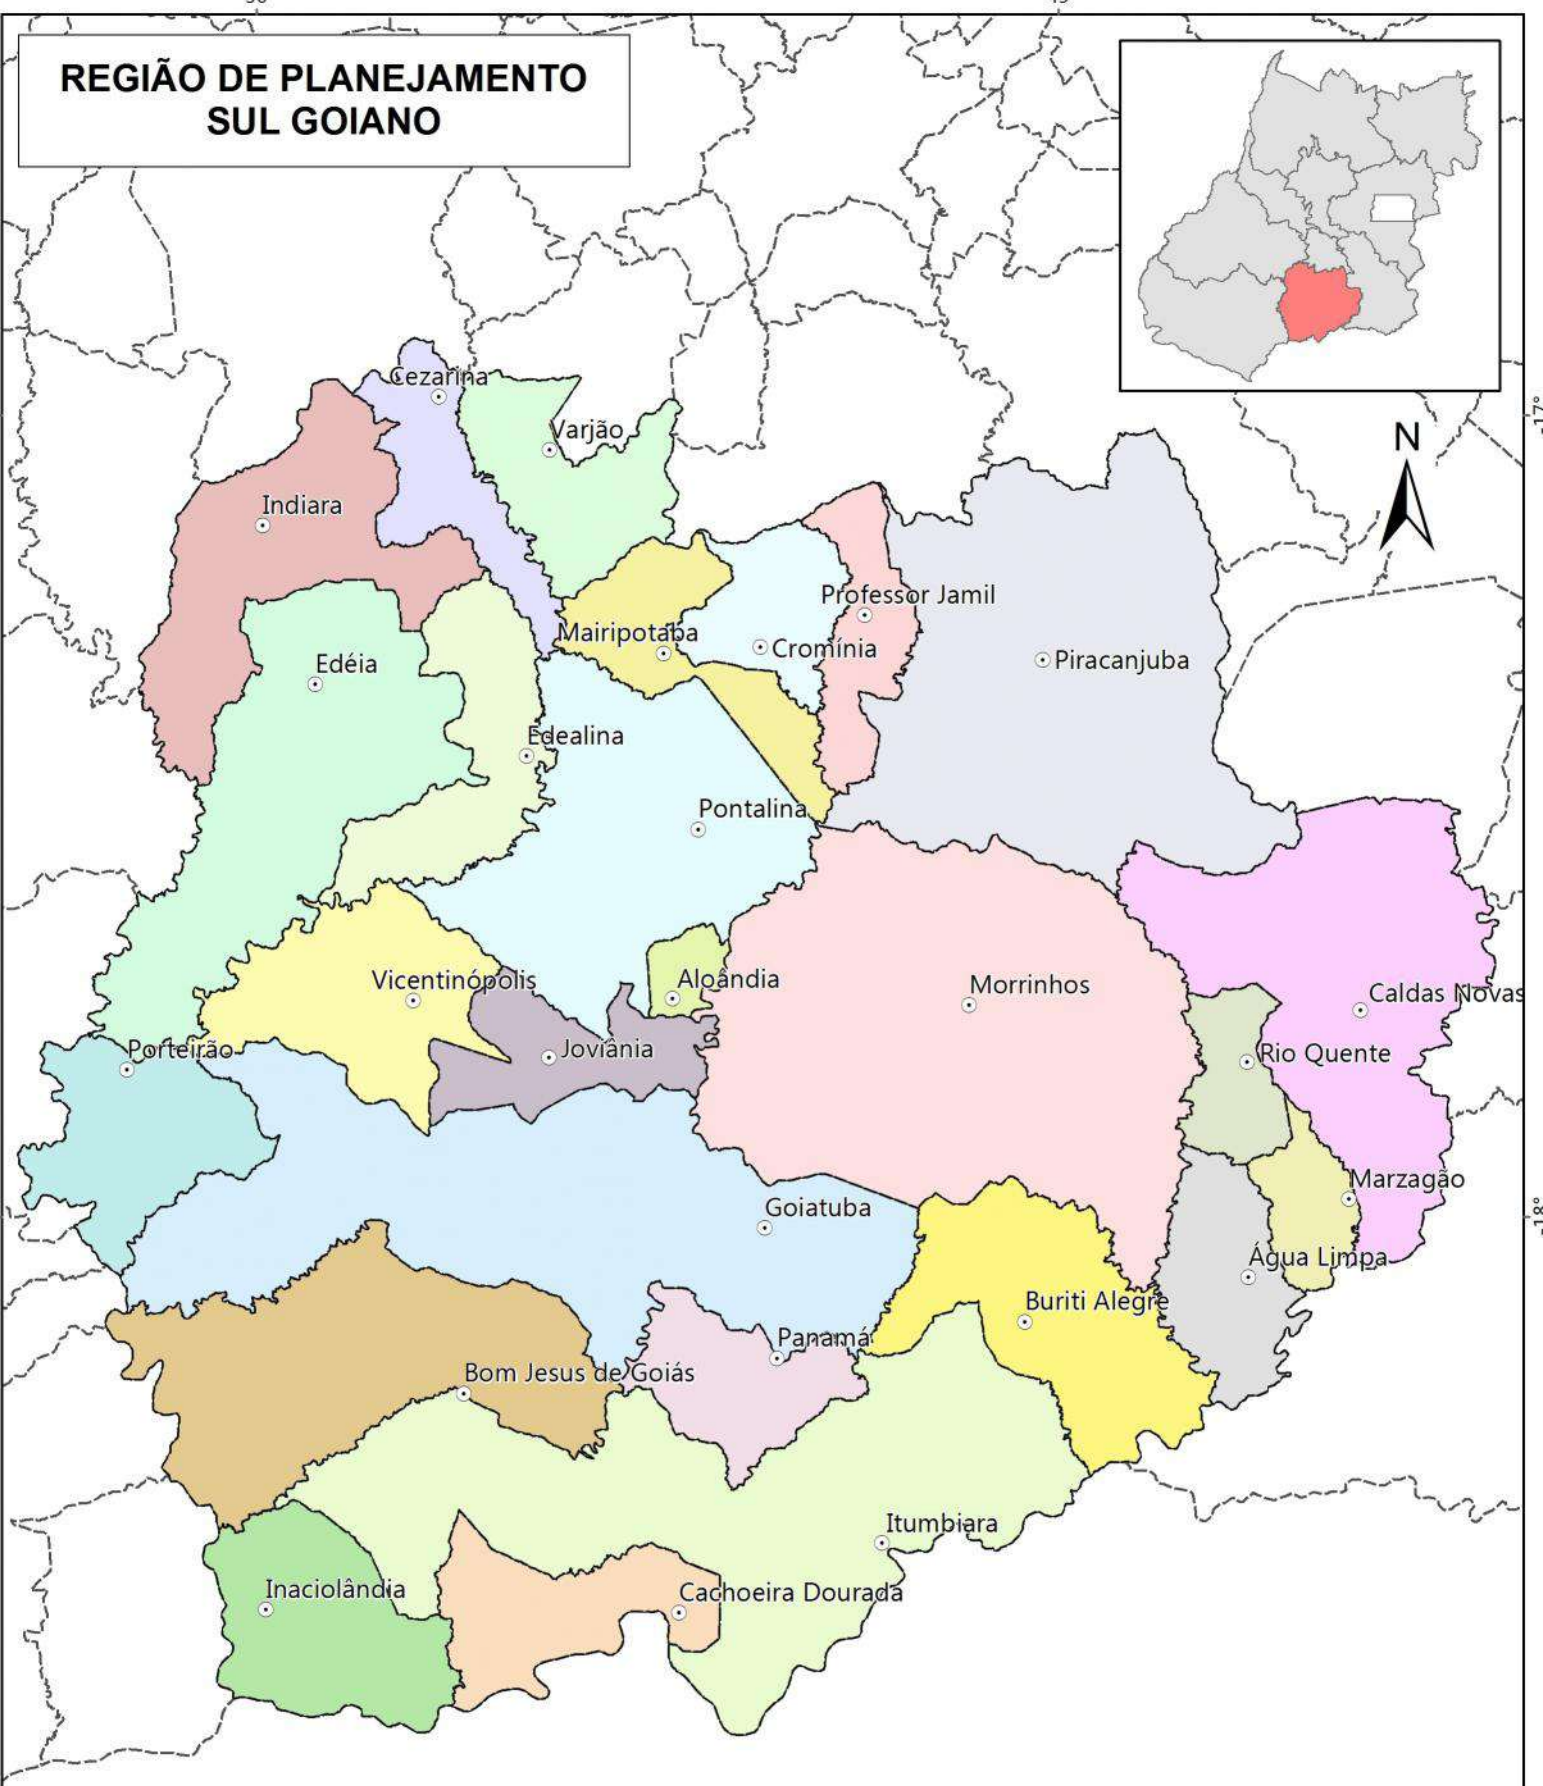 REGIÃO DE PLANEJAMENTO
SUL GOIANO
N
-17°
Cezarina
Varjão
Indiara
Professor Jamil
Mairipotaba
Cromínia
Edéia
Piracanjuba
Edealina
Pontalina
Vicentinópolis
Aloândia
Morrinhos
Caldas Novas
Porteirão
Joviânia
Rio Quente
Marzagão
Goiatuba
-18°
Água Limpa
Buriti Alegre
Panamá
Bom Jesus de Goiás
Itumbiara
Inaciolândia
Cachoeira Dourada